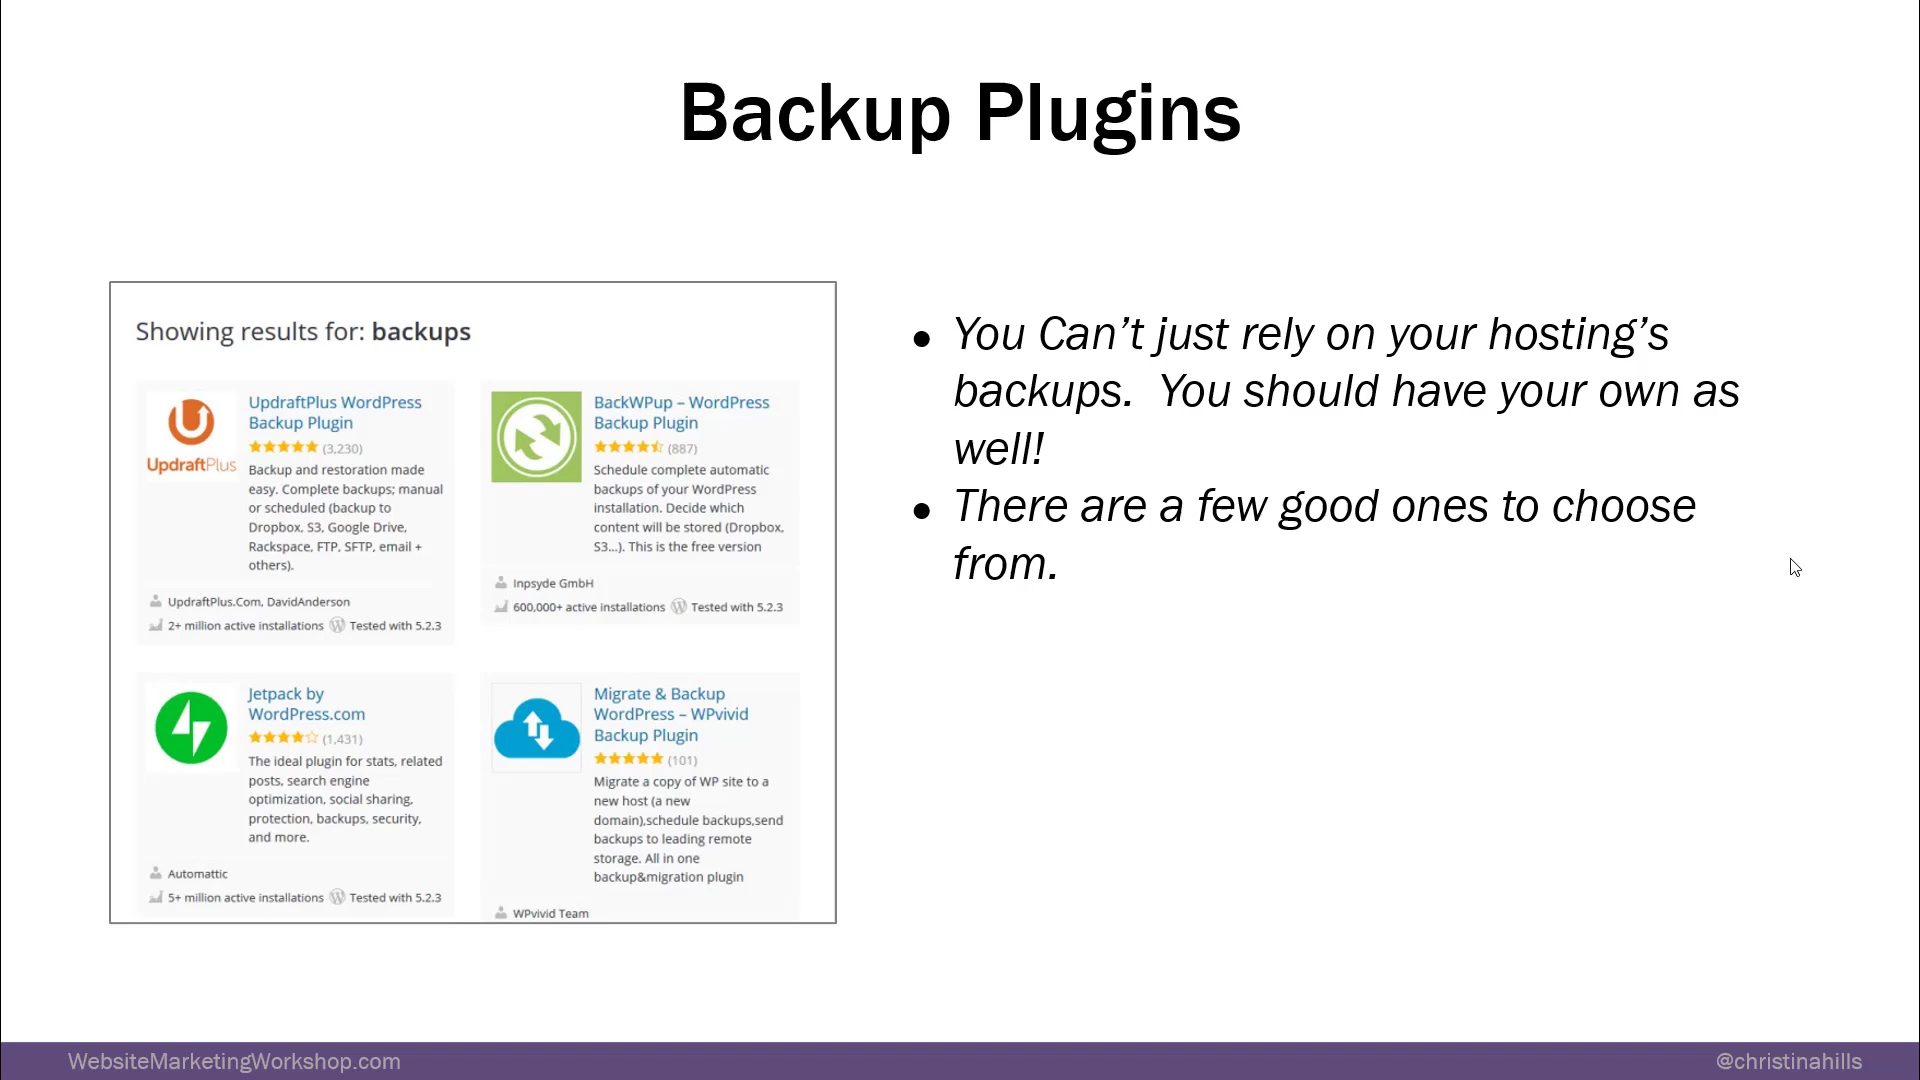 Backup Plugins
Showing results for: backups
UpdraftPlus
UpdraftPlus WordPress
Backup Plugin
(3,230)
Backup and restoration made
easy. Complete backups; manual
or scheduled (backup to
Dropbox, S3, Google Drive,
Rackspace, FTP, SFTP, email +
others).
UpdraftPlus.Com, DavidAnderson
2+ million active installations Tested with 5.2.3
BackWPup – WordPress
Backup Plugin
(887)
Schedule complete automatic
backups of your WordPress
installation. Decide which
content will be stored (Dropbox,
S3...). This is the free version
Inpsyde GmbH
600,000+ active installations Tested with 5.2.3
Jetpack by
WordPress.com
(1,431)
The ideal plugin for stats, related
posts, search engine
optimization, social sharing,
protection, backups, security,
and more.
Automattic
5+ million active installations Tested with 5.2.3
Migrate & Backup
WordPress – WPvivid
Backup Plugin
(101)
Migrate a copy of WP site to a
new host (a new
domain),schedule backups,send
backups to leading remote
storage. All in one
backup&migration plugin
WPvivid Team
• You Can’t just rely on your hosting’s
backups.  You should have your own as
well!
• There are a few good ones to choose
from.
WebsiteMarketingWorkshop.com
@christinahills